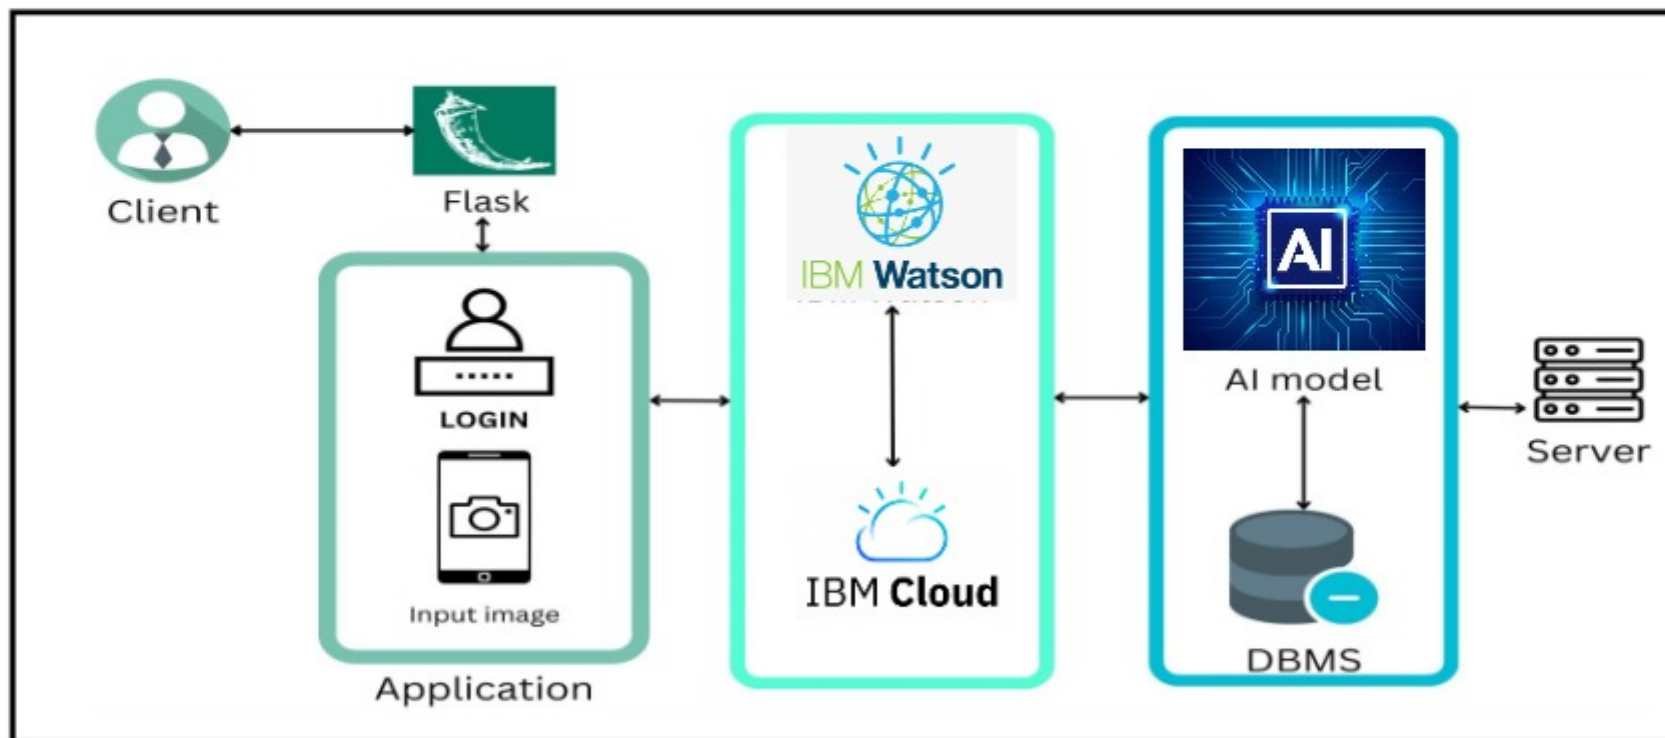 Client
Flask
LOGIN
Input image
Application
IBM Watson
IBM Cloud
AI
AI model
DBMS
Server